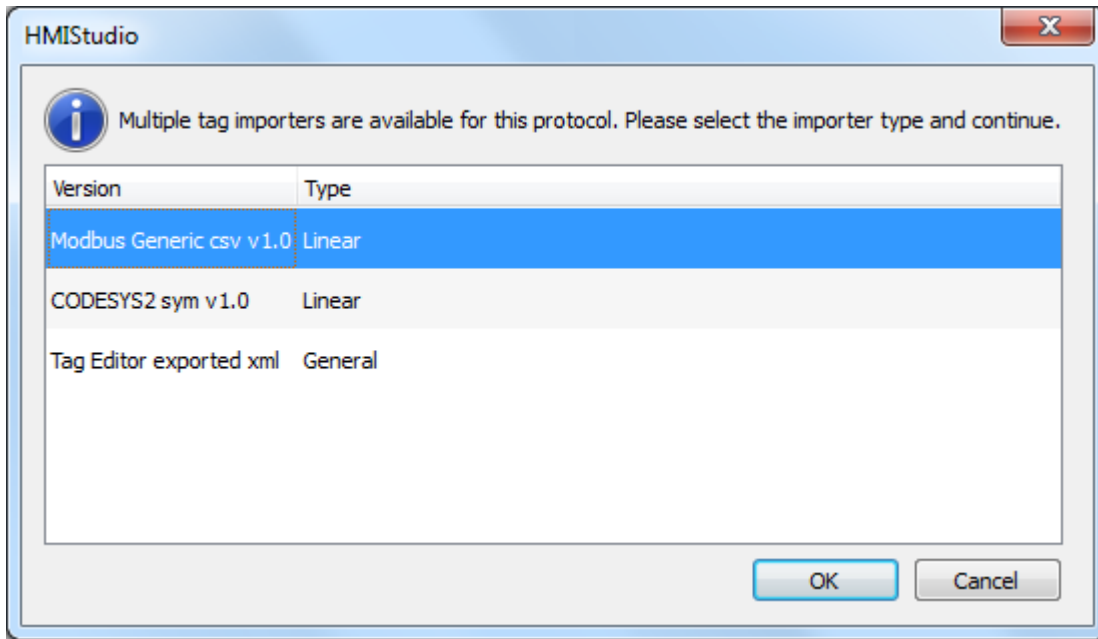 HMIStudio
Multiple tag importers are available for this protocol. Please select the importer type and continue.
Version Type
Modbus Generic csv v1.0 Linear
CODESYS2 sym v1.0 Linear
Tag Editor exported xml General
OK Cancel